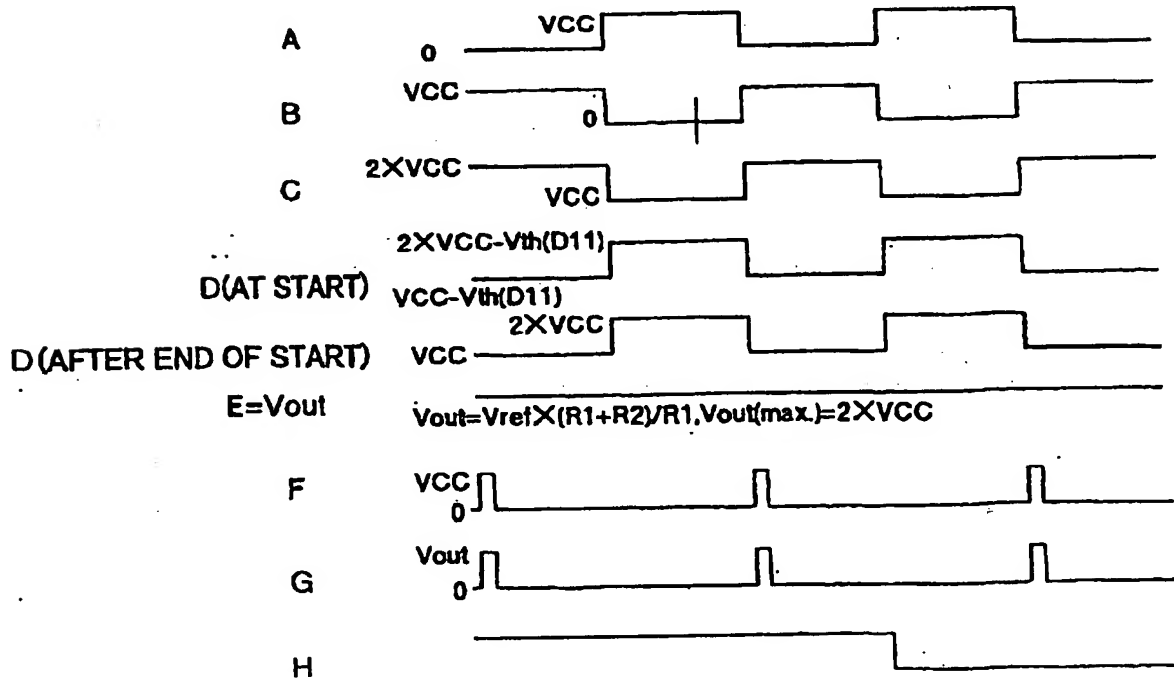 A
VCC
0
B
VCC
0
C
2×VCC
VCC
D(AT START)
2×VCC-Vth(D11)
VCC-Vth(D11)
D(AFTER END OF START)
2×VCC
VCC
E=Vout
Vout=Vref×(R1+R2)/R1,Vout(max.)=2×VCC
F
VCC
0
G
Vout
0
H